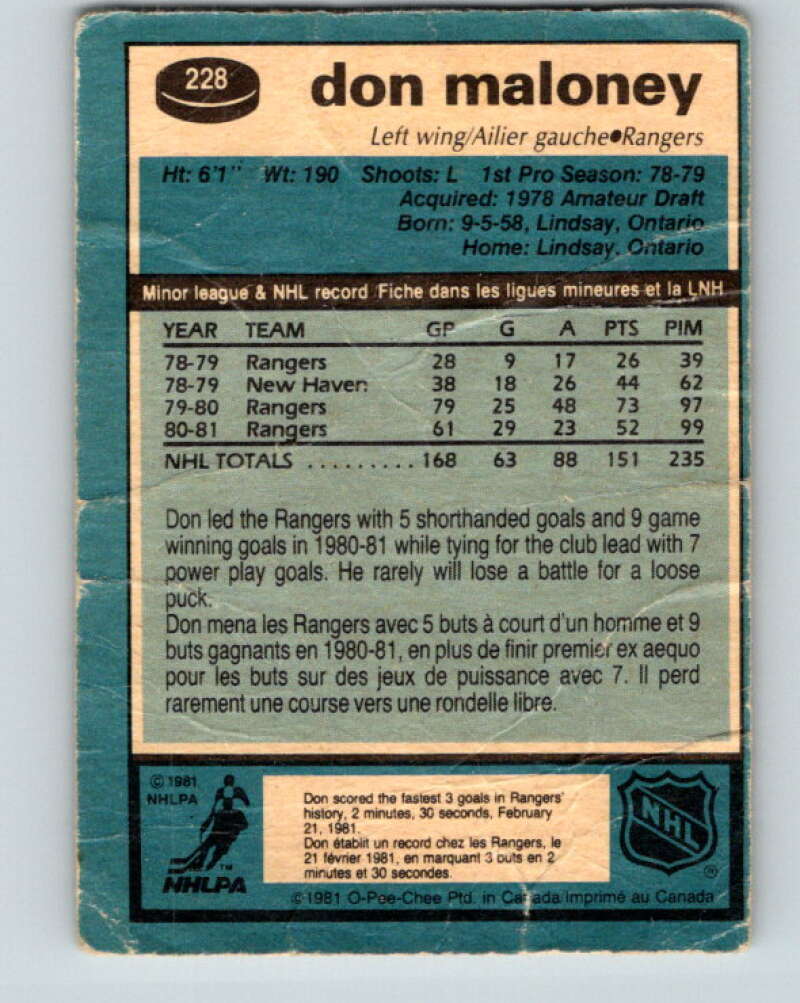 228
don maloney
Left wing/Ailier gauche●Rangers
Ht: 6'1" Wt: 190 Shoots: L 1st Pro Season: 78-79
Acquired: 1978 Amateur Draft
Born: 9-5-58, Lindsay, Ontario
Home: Lindsay, Ontario
Minor league & NHL record Fiche dans les ligues mineures et la LNH
YEAR TEAM GP G A PTS PIM
78-79 Rangers 28 9 17 26 39
78-79 New Haven 38 18 26 44 62
79-80 Rangers 79 25 48 73 97
80-81 Rangers 61 29 23 52 99
NHL TOTALS ......... 168 63 88 151 235
Don led the Rangers with 5 shorthanded goals and 9 game
winning goals in 1980-81 while tying for the club lead with 7
power play goals. He rarely will lose a battle for a loose
puck.
Don mena les Rangers avec 5 buts à court d'un homme et 9
buts gagnants en 1980-81, en plus de finir premier ex aequo
pour les buts sur des jeux de puissance avec 7. Il perd
rarement une course vers une rondelle libre.
© 1981
NHLPA
TM
NHLPA
Don scored the fastest 3 goals in Rangers'
history, 2 minutes, 30 seconds, February
21, 1981.
Don établit un record chez les Rangers, le
21 février 1981, en marquant 3 buts en 2
minutes et 30 secondes.
NHL
®
© 1981 O-Pee-Chee Ptd. in Canada/Imprimé au Canada